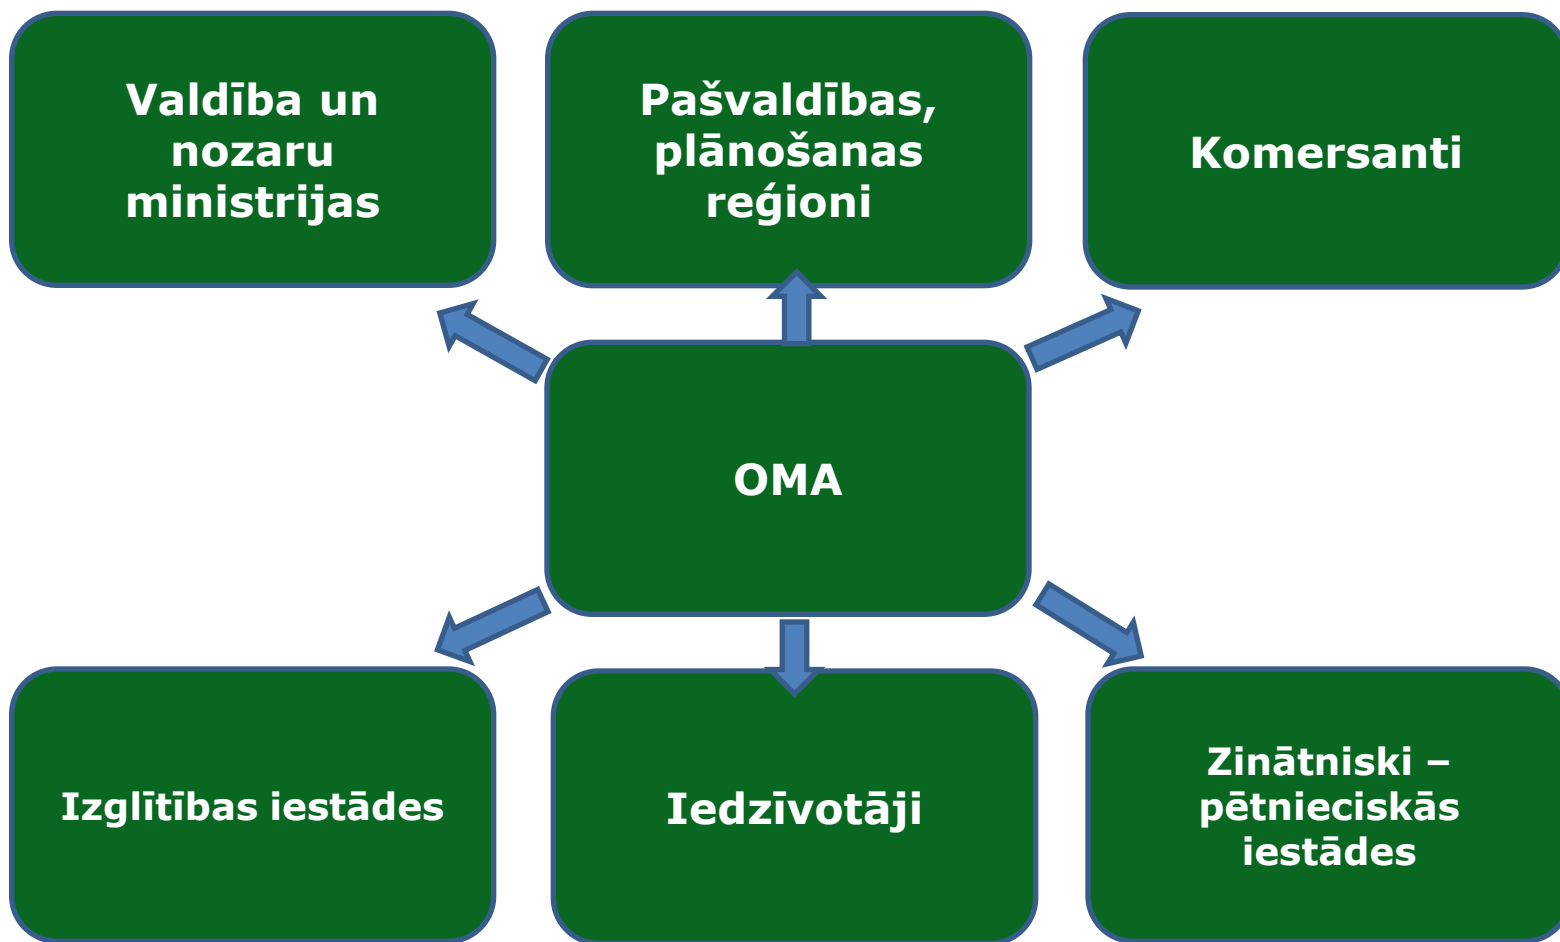 Valdība un
nozaru
ministrijas
Pašvaldības,
plānošanas
reģioni
Komersanti
OMA
Izglītības iestādes
Iedzīvotāji
Zinātniski –
pētnieciskās
iestādes